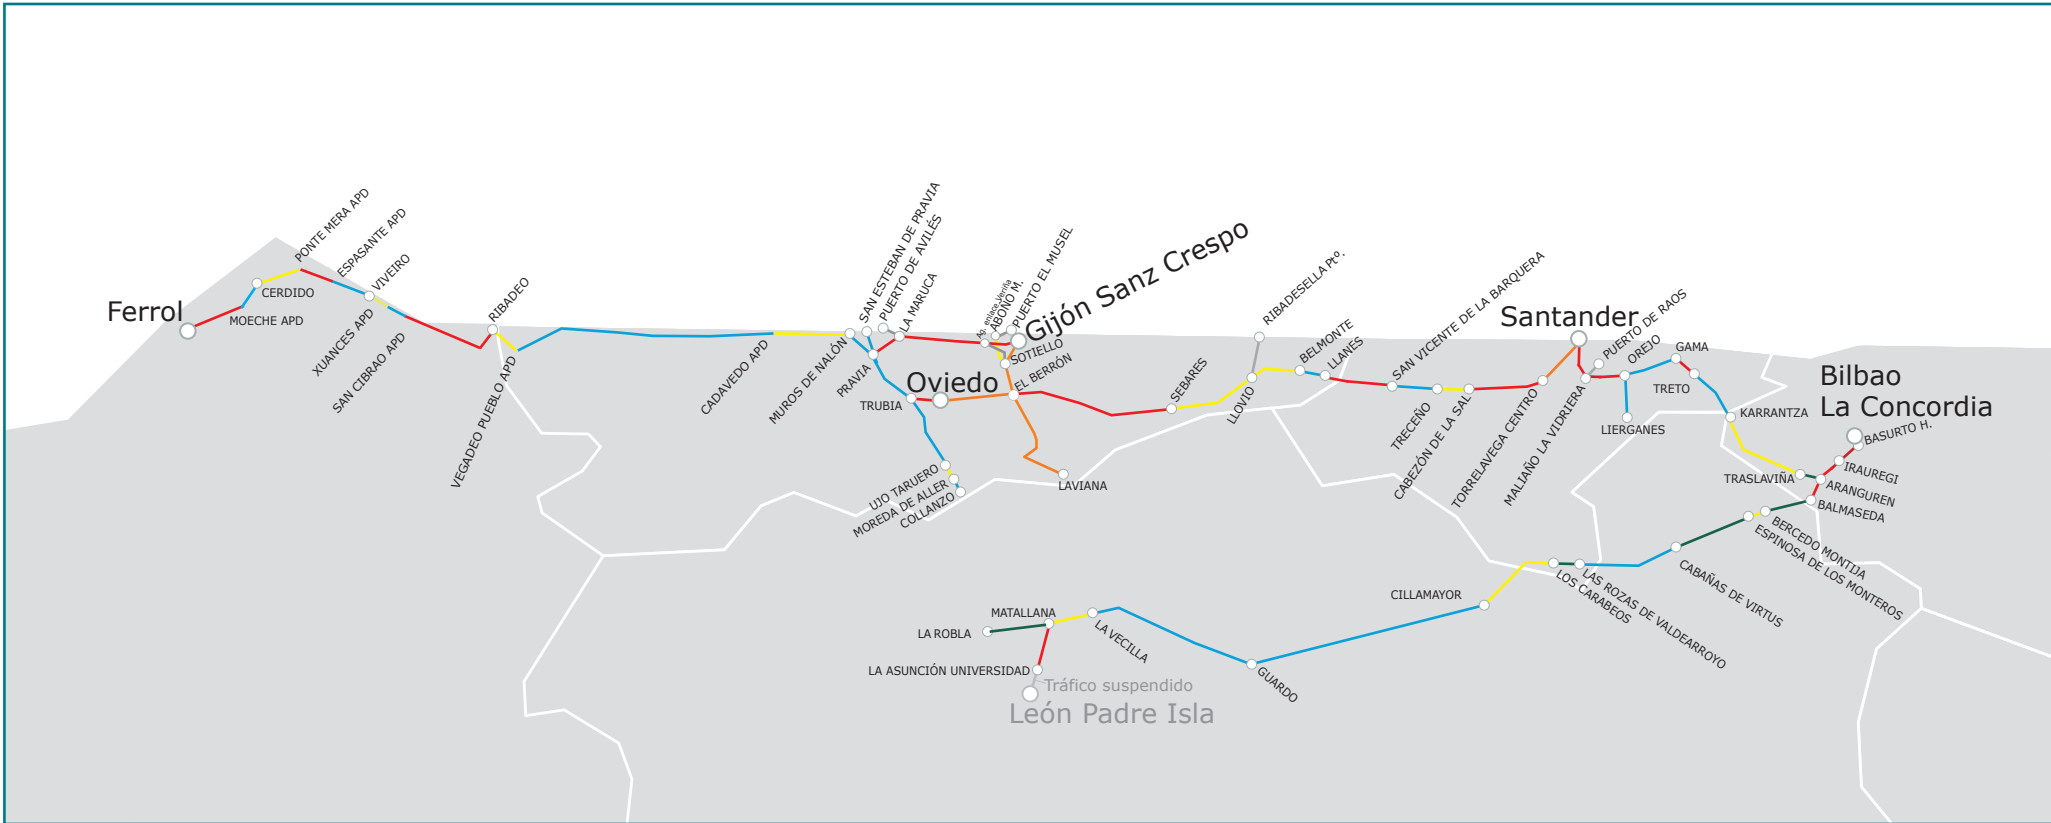 Ferrol
MOECHE APD
CERDIDO
PONTE MERA APD
ESPASANTE APD
VIVEIRO
XUANCES APD
SAN CIBRAO APD
RIBADEO
VEGADEO PUEBLO APD
CADAVEDO APD
MUROS DE NALÓN
SAN ESTEBAN DE PRAVIA
PUERTO DE AVILÉS
LA MARUCA
PRAVIA
TRUBIA
Oviedo
Ag. enlace Veriña
ABOÑO M.
PUERTO EL MUSEL
Gijón Sanz Crespo
SOTIELLO
EL BERRÓN
UJO TARUERO
MOREDA DE ALLER
COLLANZO
LAVIANA
SEBARES
LLOVIO
RIBADESELLA Ptº.
BELMONTE
LLANES
SAN VICENTE DE LA BARQUERA
TRECEÑO
CABEZÓN DE LA SAL
TORRELAVEGA CENTRO
Santander
MALIAÑO LA VIDRIERA
PUERTO DE RAOS
OREJO
LIERGANES
GAMA
TRETO
KARRANTZA
TRASLAVIÑA
Bilbao
La Concordia
BASURTO H.
IRAUREGI
ARANGUREN
BALMASEDA
BERCEDO MONTIJA
ESPINOSA DE LOS MONTEROS
CABAÑAS DE VIRTUS
LAS ROZAS DE VALDEARROYO
LOS CARABEOS
CILLAMAYOR
GUARDO
LA VECILLA
MATALLANA
LA ROBLA
LA ASUNCIÓN UNIVERSIDAD
Tráfico suspendido
León Padre Isla